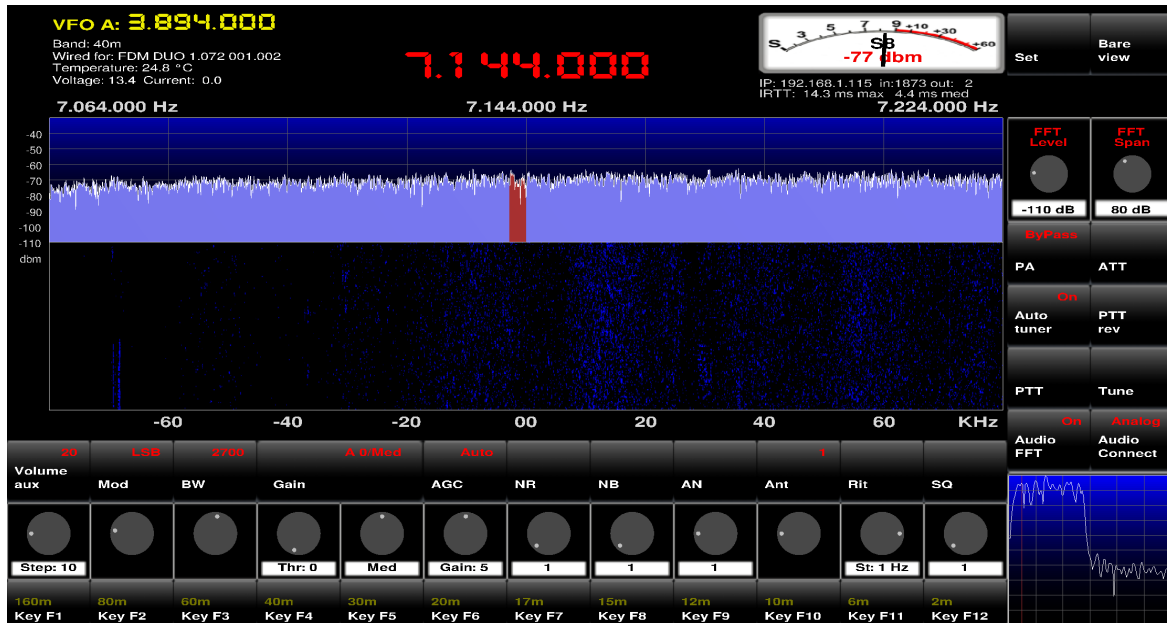 VFO A: 3.894.000
Band: 40m
Wired for: FDM DUO 1.072 001.002
Temperature: 24.8 °C
Voltage: 13.4 Current: 0.0
7.144.000
S 3 5 7 9 +10 +30 +60
S8
-77 dbm
IP: 192.168.1.115 in:1873 out: 2
IRTT: 14.3 ms max 4.4 ms med
Set
Bare
view
7.064.000 Hz 7.144.000 Hz 7.224.000 Hz
-40
-50
-60
-70
-80
-90
-100
-110
dbm
-60 -40 -20 00 20 40 60 KHz
FFT
Level
-110 dB
FFT
Span
80 dB
ByPass
PA
ATT
On
Auto
tuner
PTT
rev
PTT
Tune
On
Audio
FFT
Analog
Audio
Connect
20 LSB 2700 A 0/Med Auto 1
Volume
aux Mod BW Gain AGC NR NB AN Ant Rit SQ
Step: 10 Thr: 0 Med Gain: 5 1 1 1 St: 1 Hz 1
160m 80m 60m 40m 30m 20m 17m 15m 12m 10m 6m 2m
Key F1 Key F2 Key F3 Key F4 Key F5 Key F6 Key F7 Key F8 Key F9 Key F10 Key F11 Key F12